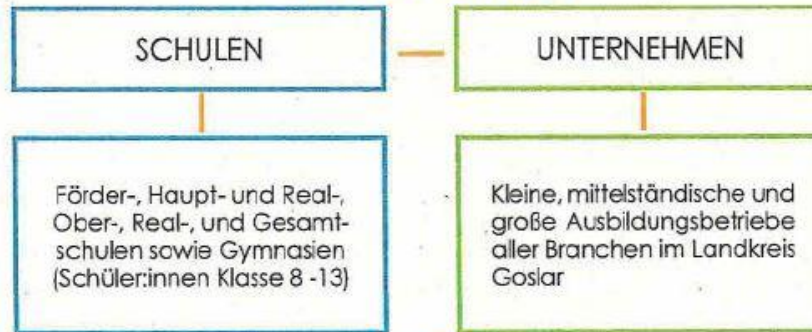 SCHULEN
UNTERNEHMEN
Förder-, Haupt- und Real-,
Ober-, Real-, und Gesamt-
schulen sowie Gymnasien
(Schüler:innen Klasse 8 -13)
Kleine, mittelständische und
große Ausbildungsbetriebe
aller Branchen im Landkreis
Goslar